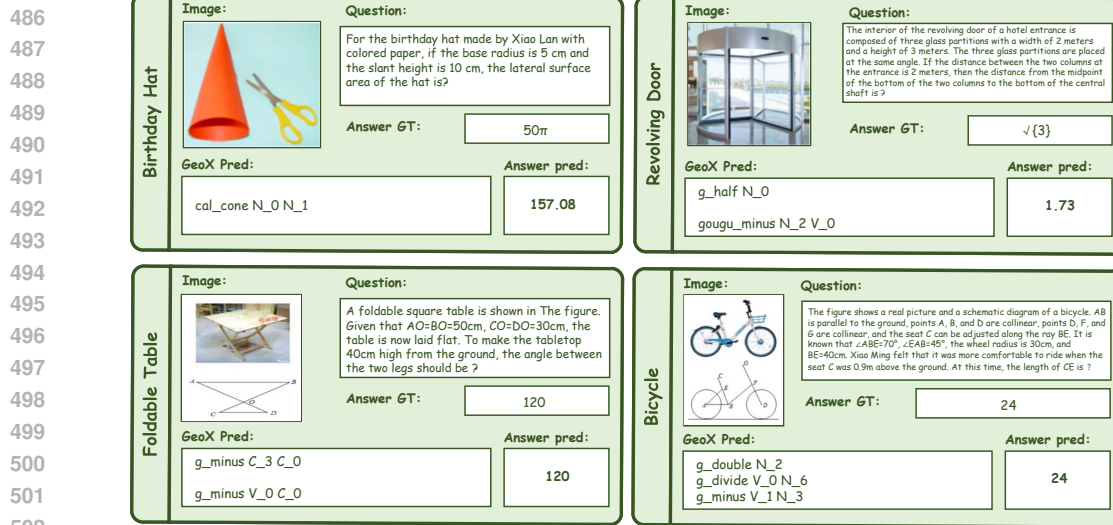 486
487
488
489
490
491
492
493
494
495
496
497
498
499
500
501
Birthday Hat
Image:
Question:
For the birthday hat made by Xiao Lan with
colored paper, if the base radius is 5 cm and
the slant height is 10 cm, the lateral surface
area of the hat is?
Answer GT:
50π
GeoX Pred:
cal_cone N_0 N_1
Answer pred:
157.08
Revolving Door
Image:
Question:
The interior of the revolving door of a hotel entrance is
composed of three glass partitions with a width of 2 meters
and a height of 3 meters. The three glass partitions are placed
at the same angle. If the distance between the two columns at
the entrance is 2 meters, then the distance from the midpoint
of the bottom of the two columns to the bottom of the central
shaft is ?
Answer GT:
√{3}
GeoX Pred:
g_half N_0
gougu_minus N_2 V_0
Answer pred:
1.73
Foldable Table
Image:
A
B
O
C
D
Question:
A foldable square table is shown in The figure.
Given that AO=BO=50cm, CO=DO=30cm, the
table is now laid flat. To make the tabletop
40cm high from the ground, the angle between
the two legs should be ?
Answer GT:
120
GeoX Pred:
g_minus C_3 C_0
g_minus V_0 C_0
Answer pred:
120
Bicycle
Image:
Question:
The figure shows a real picture and a schematic diagram of a bicycle. AB
is parallel to the ground, points A, B, and D are collinear, points D, F, and
G are collinear, and the seat C can be adjusted along the ray BE. It is
known that ∠ABE=70°, ∠EAB=45°, the wheel radius is 30cm, and
BE=40cm. Xiao Ming felt that it was more comfortable to ride when the
seat C was 0.9m above the ground. At this time, the length of CE is ?
Answer GT:
24
GeoX Pred:
g_double N_2
g_divide V_0 N_6
g_minus V_1 N_3
Answer pred:
24